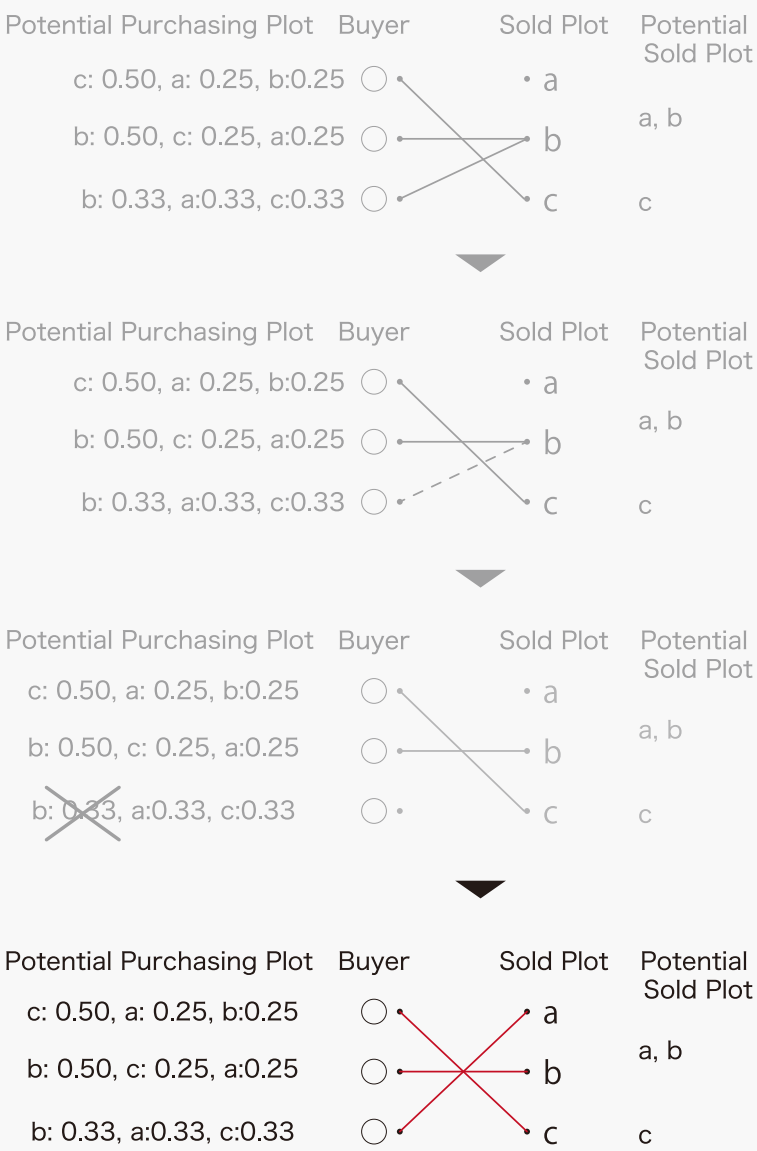 Potential Purchasing Plot Buyer Sold Plot Potential
Sold Plot
c: 0.50, a: 0.25, b:0.25 a
a, b
b: 0.50, c: 0.25, a:0.25 b
b: 0.33, a:0.33, c:0.33 c c
Potential Purchasing Plot Buyer Sold Plot Potential
Sold Plot
c: 0.50, a: 0.25, b:0.25 a
a, b
b: 0.50, c: 0.25, a:0.25 b
b: 0.33, a:0.33, c:0.33 c c
Potential Purchasing Plot Buyer Sold Plot Potential
Sold Plot
c: 0.50, a: 0.25, b:0.25 a
a, b
b: 0.50, c: 0.25, a:0.25 b
b: 0.33, a:0.33, c:0.33 c c
Potential Purchasing Plot Buyer Sold Plot Potential
Sold Plot
c: 0.50, a: 0.25, b:0.25 a
a, b
b: 0.50, c: 0.25, a:0.25 b
b: 0.33, a:0.33, c:0.33 c c